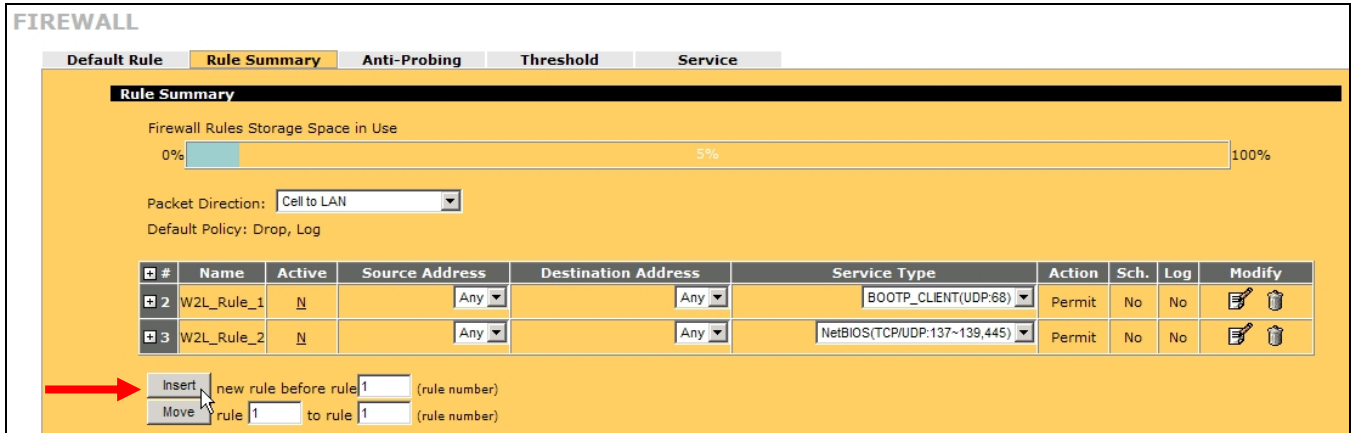 FIREWALL
Default Rule Rule Summary Anti-Probing Threshold Service
Rule Summary
Firewall Rules Storage Space in Use
0% 5% 100%
Packet Direction: Cell to LAN
Default Policy: Drop, Log
# Name Active Source Address Destination Address Service Type Action Sch. Log Modify
2 W2L_Rule_1 N Any Any BOOTP_CLIENT(UDP:68) Permit No No
3 W2L_Rule_2 N Any Any NetBIOS(TCP/UDP:137~139,445) Permit No No
Insert new rule before rule 1 (rule number)
Move rule 1 to rule 1 (rule number)